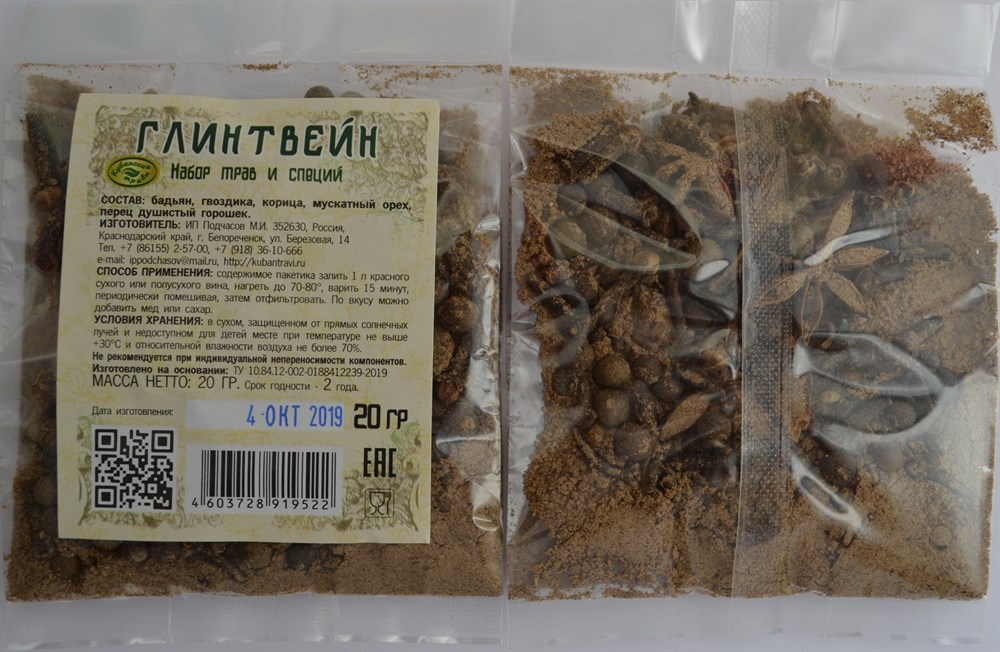 ГЛИНТВЕЙН
Кубанские травы
Набор трав и специй
СОСТАВ: бадьян, гвоздика, корица, мускатный орех,
перец душистый горошек.
ИЗГОТОВИТЕЛЬ: ИП Подчасов М.И. 352630, Россия,
Краснодарский край, г. Белореченск, ул. Березовая, 14
Тел. +7 (86155) 2-57-00, +7 (918) 36-10-666
e-mail: ippodchasov@mail.ru, http://kubantravi.ru
СПОСОБ ПРИМЕНЕНИЯ: содержимое пакетика залить 1 л красного
сухого или полусухого вина, нагреть до 70-80°, варить 15 минут,
периодически помешивая, затем отфильтровать. По вкусу можно
добавить мед или сахар.
УСЛОВИЯ ХРАНЕНИЯ: в сухом, защищенном от прямых солнечных
лучей и недоступном для детей месте при температуре не выше
+30°С и относительной влажности воздуха не более 70%.
Не рекомендуется при индивидуальной непереносимости компонентов.
Изготовлено на основании: ТУ 10.84.12-002-0188412239-2019
МАССА НЕТТО: 20 ГР. Срок годности - 2 года.
Дата изготовления:
4 ОКТ 2019
20 гр
EAC
4 603728 919522